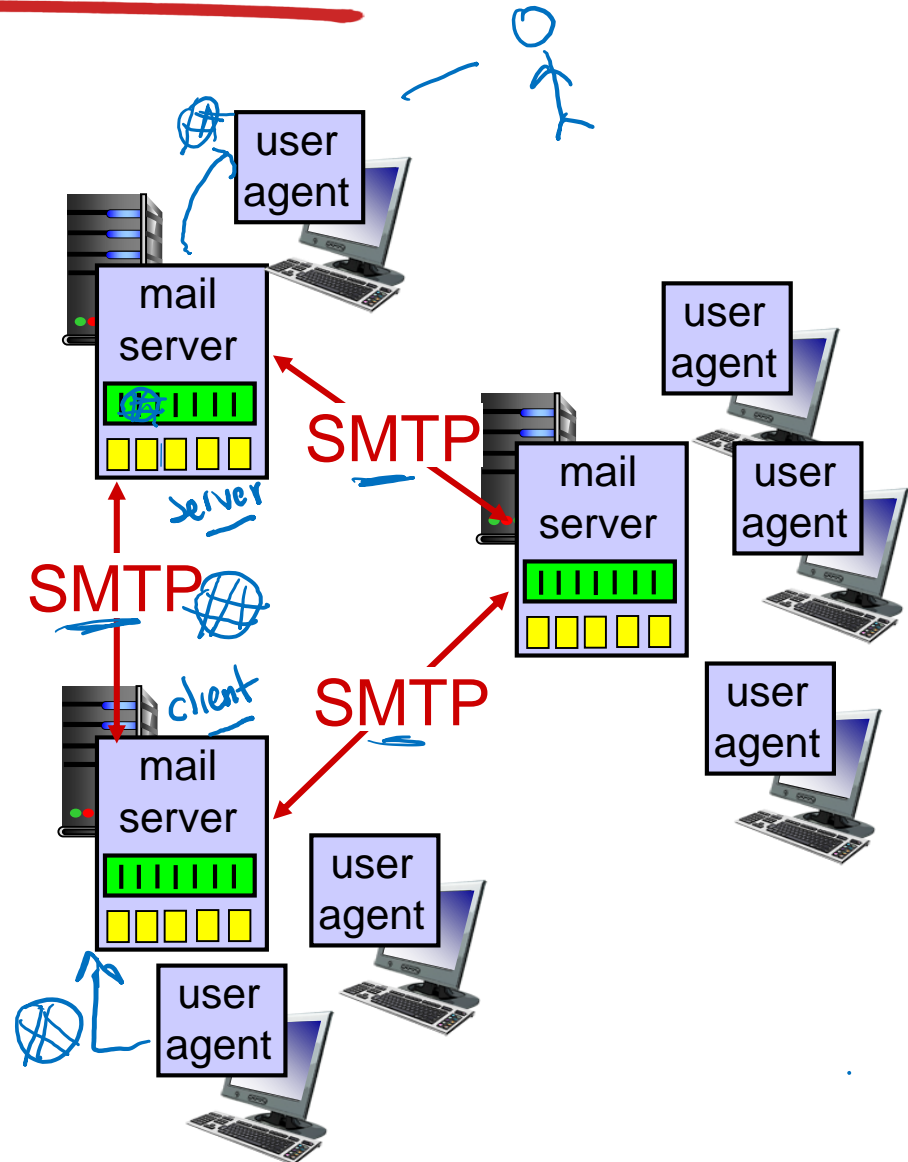 user
agent
mail
server
user
agent
SMTP
mail
server
user
agent
server
SMTP
client
SMTP
user
agent
mail
server
user
agent
user
agent